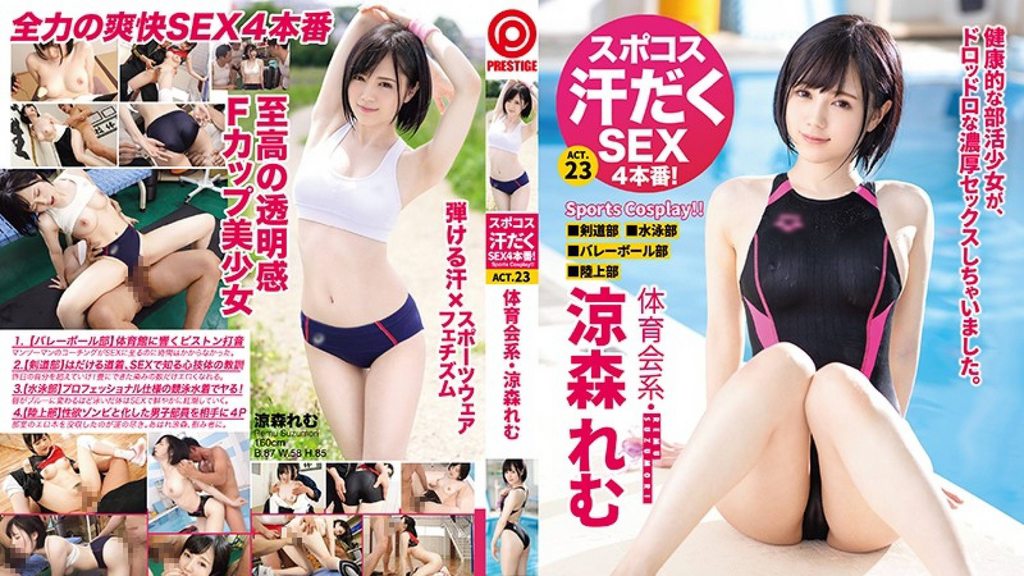 全力の爽快SEX4本番
至高の透明感
Fカップ美少女
弾ける汗×スポーツウェア
フェチズム
1.【バレーボール部】体育館に響くピストン打音
2.【剣道部】はだける道着、SEXで知る心技体の教訓
3.【水泳部】プロフェッショナル仕様の競泳水着でヤる!
4.【陸上部】性欲ゾンビと化した男子部員を相手に4P
涼森れむ
Remu Suzumori
160cm
B.87 W.58 H.85
PRESTIGE
スポコス
汗だく
SEX4本番!
Sports Cosplay!!
ACT.23
体育会系・涼森れむ
スポコス
汗だく
SEX
4本番!
ACT.
23
Sports Cosplay!!
■剣道部 ■水泳部
■バレーボール部
■陸上部
体育会系・
涼森れむ
REMU SUZUMORI
健康的な部活少女が、
ドロッドロな濃厚セックスしちゃいました。